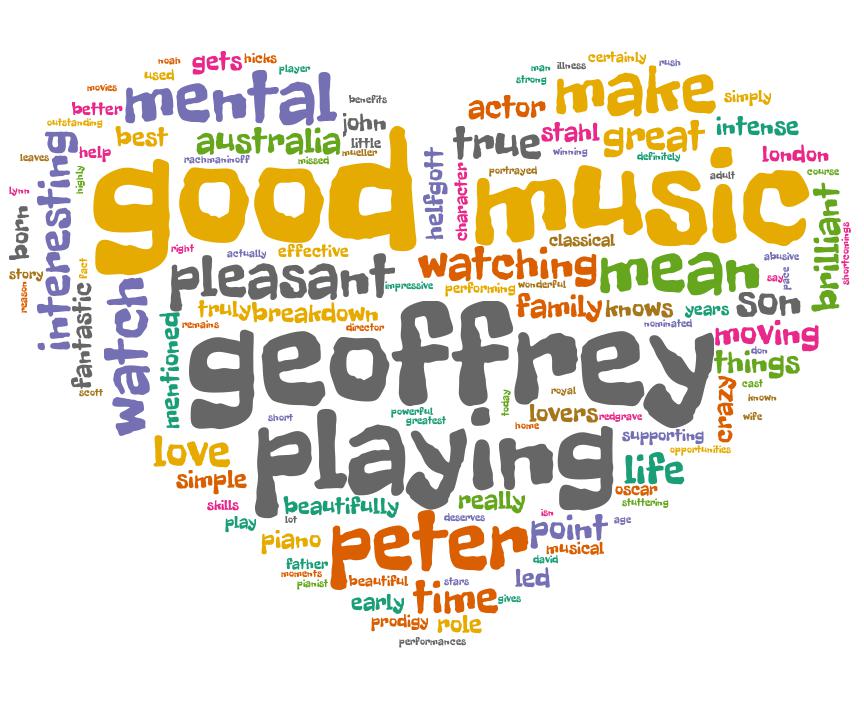 noah
gets
hicks
player
man
illness
certainly
rush
movies
used
mental
benefits
strong
make
simply
better
actor
outstanding
best
australia
john
little
true
stahl
great
intense
leaves
help
rachmaninoff
missed
mueller
winning
definitely
london
interesting
highly
good
helfgott
character
portrayed
music
adult
course
lynn
born
classical
brilliant
shortcomings
right
actually
effective
story
fact
pleasant
impressive
watching
mean
abusive
say
pace
reason
fantastic
watch
performing
wonderful
truly
breakdown
family
knows
years
son
mentioned
remains
director
nominated
moving
geoffrey
don
things
scott
royal
cast
crazy
known
short
powerful
greatest
today
home
lovers
redgrave
wife
playing
supporting
opportunities
love
life
simple
oscar
stuttering
skills
beautifully
really
play
lot
deserves
isn
point
age
piano
peter
musical
father
david
moments
pianist
beautiful
stars
led
early
time
gives
prodigy
role
performances